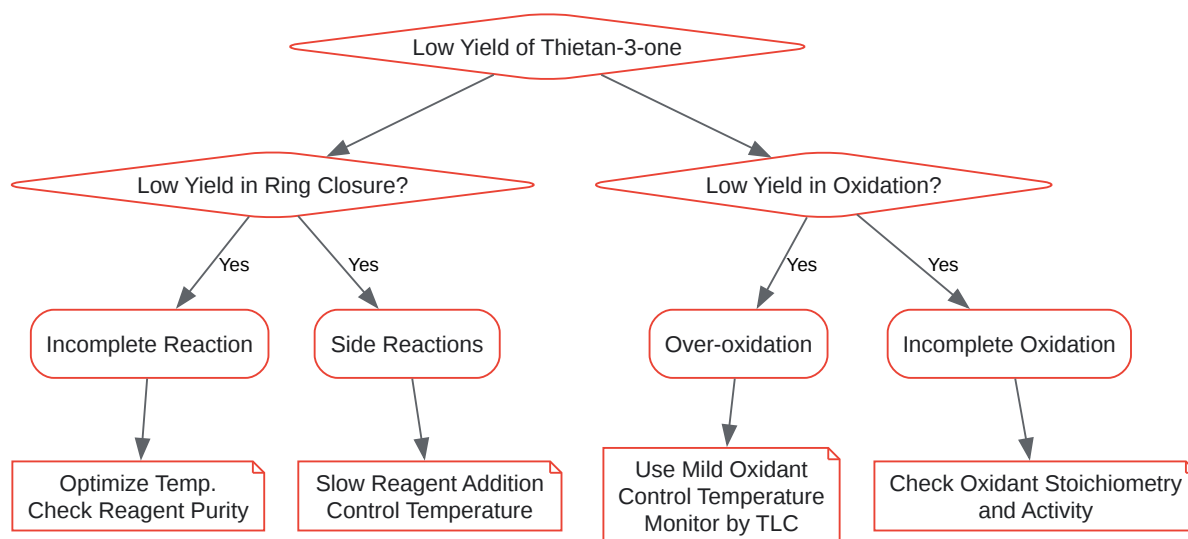 Low Yield of Thietan-3-one
Low Yield in Ring Closure?
Low Yield in Oxidation?
Yes
Yes
Yes
Yes
Incomplete Reaction
Side Reactions
Over-oxidation
Incomplete Oxidation
Optimize Temp.
Check Reagent Purity
Slow Reagent Addition
Control Temperature
Use Mild Oxidant
Control Temperature
Monitor by TLC
Check Oxidant Stoichiometry
and Activity